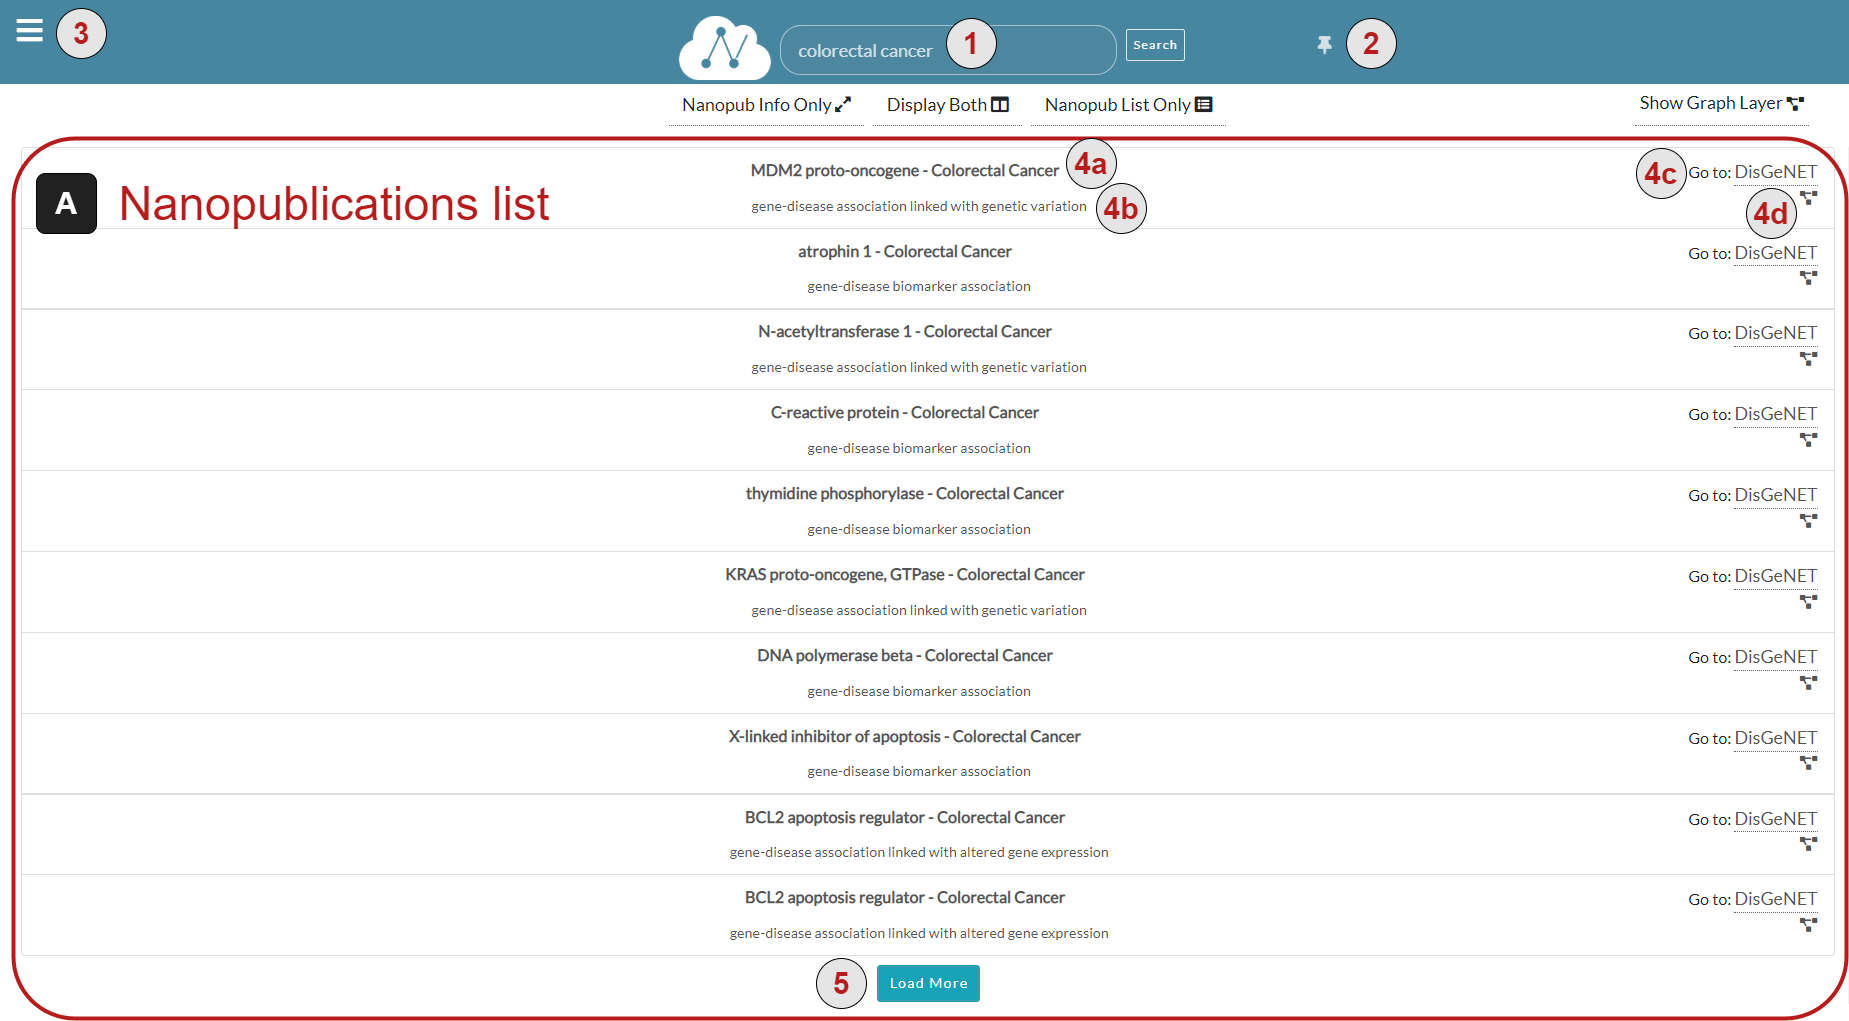 3
colorectal cancer
1
Search
2
Nanopub Info Only
Display Both
Nanopub List Only
Show Graph Layer
A
Nanopublications list
MDM2 proto-oncogene - Colorectal Cancer
4a
gene-disease association linked with genetic variation
4b
4c
Go to: DisGeNET
4d
atrophin 1 - Colorectal Cancer
gene-disease biomarker association
Go to: DisGeNET
N-acetyltransferase 1 - Colorectal Cancer
gene-disease association linked with genetic variation
Go to: DisGeNET
C-reactive protein - Colorectal Cancer
gene-disease biomarker association
Go to: DisGeNET
thymidine phosphorylase - Colorectal Cancer
gene-disease biomarker association
Go to: DisGeNET
KRAS proto-oncogene, GTPase - Colorectal Cancer
gene-disease association linked with genetic variation
Go to: DisGeNET
DNA polymerase beta - Colorectal Cancer
gene-disease biomarker association
Go to: DisGeNET
X-linked inhibitor of apoptosis - Colorectal Cancer
gene-disease biomarker association
Go to: DisGeNET
BCL2 apoptosis regulator - Colorectal Cancer
gene-disease association linked with altered gene expression
Go to: DisGeNET
BCL2 apoptosis regulator - Colorectal Cancer
gene-disease association linked with altered gene expression
Go to: DisGeNET
5
Load More